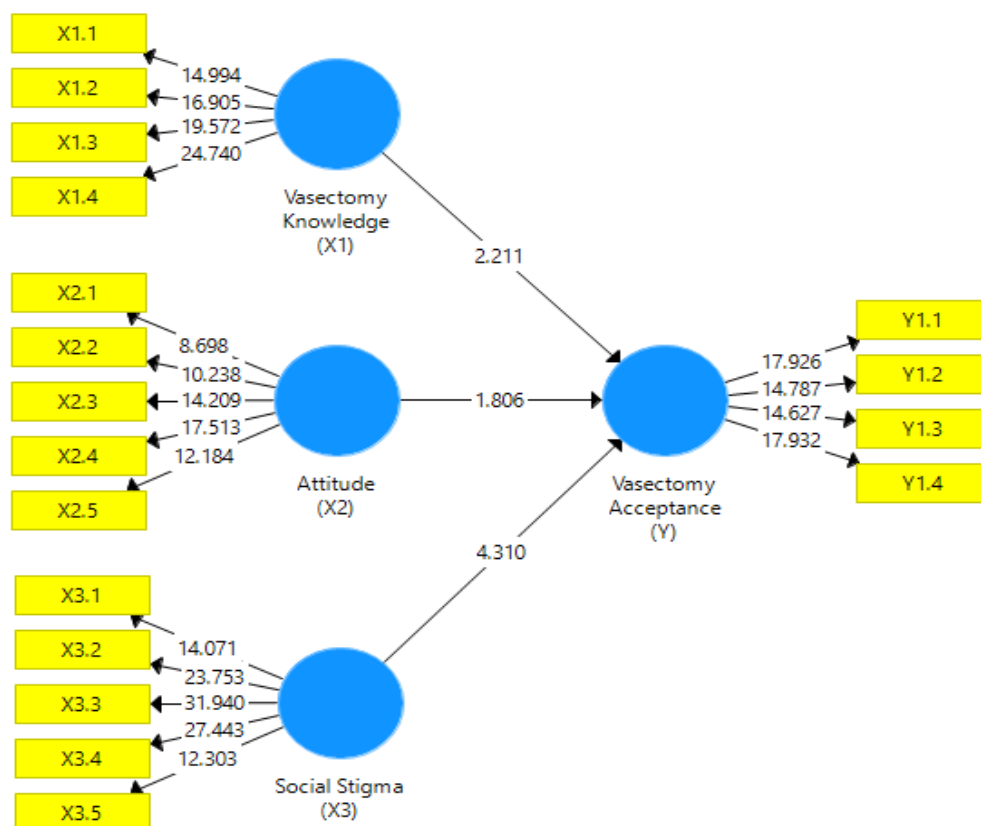 X1.1
X1.2
X1.3
X1.4
14.994
16.905
19.572
24.740
Vasectomy
Knowledge
(X1)
2.211
X2.1
X2.2
X2.3
X2.4
X2.5
8.698
10.238
14.209
17.513
12.184
Attitude
(X2)
1.806
Y1.1
Y1.2
Y1.3
Y1.4
17.926
14.787
14.627
17.932
Vasectomy
Acceptance
(Y)
4.310
X3.1
X3.2
X3.3
X3.4
X3.5
14.071
23.753
31.940
27.443
12.303
Social Stigma
(X3)